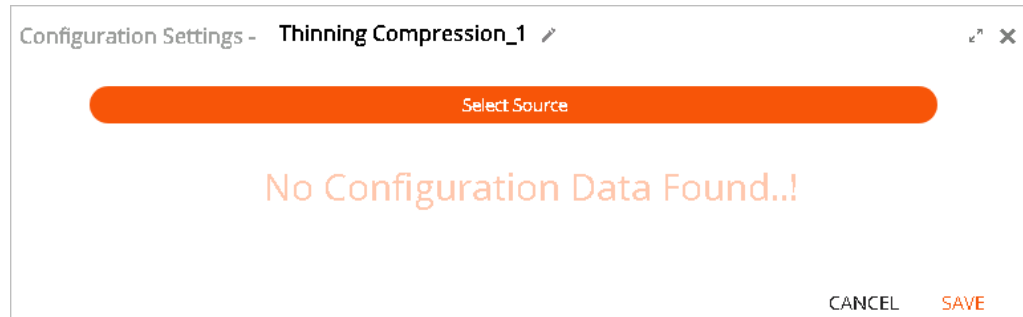 Configuration Settings - Thinning Compression_1
Select Source
No Configuration Data Found..!
CANCEL SAVE